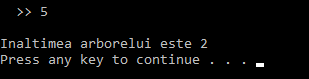 >> 5
Inaltimea arborelui este 2
Press any key to continue . . .